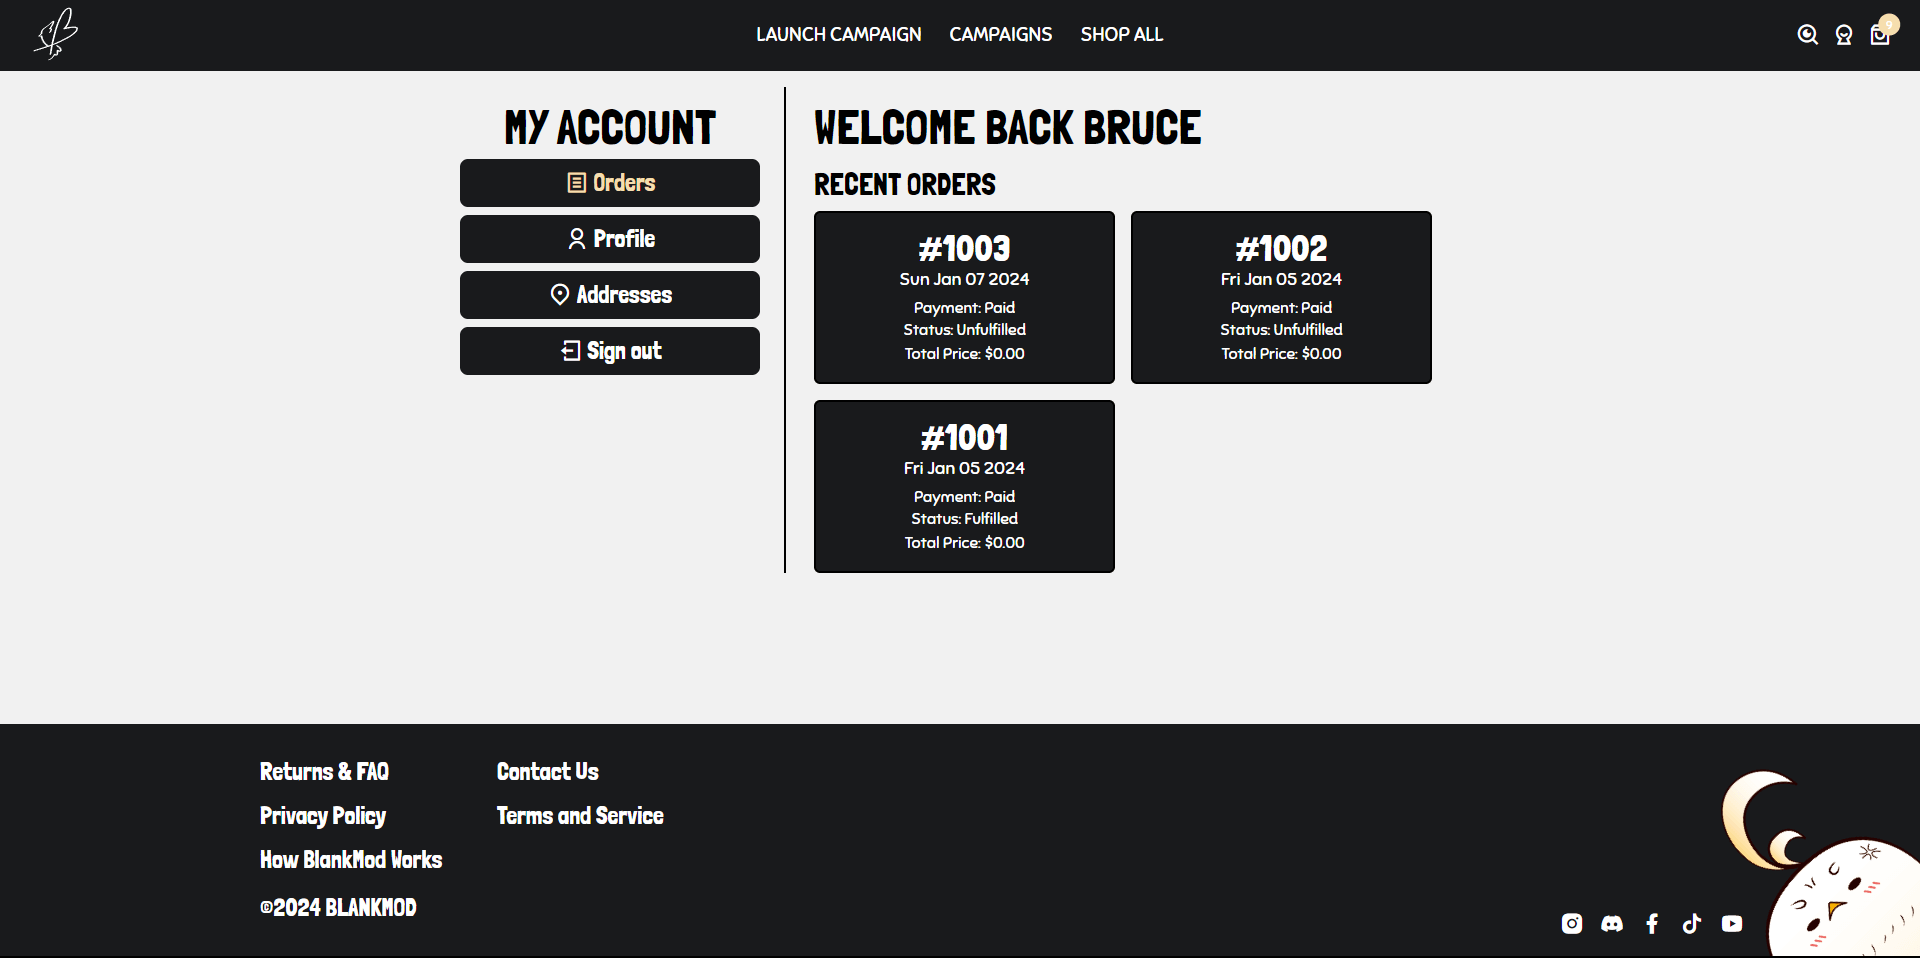 LAUNCH CAMPAIGN CAMPAIGNS SHOP ALL
MY ACCOUNT
Orders
Profile
Addresses
Sign out
WELCOME BACK BRUCE
RECENT ORDERS
#1003
Sun Jan 07 2024
Payment: Paid
Status: Unfulfilled
Total Price: $0.00
#1002
Fri Jan 05 2024
Payment: Paid
Status: Unfulfilled
Total Price: $0.00
#1001
Fri Jan 05 2024
Payment: Paid
Status: Fulfilled
Total Price: $0.00
Returns & FAQ
Privacy Policy
How BlankMod Works
Contact Us
Terms and Service
©2024 BLANKMOD